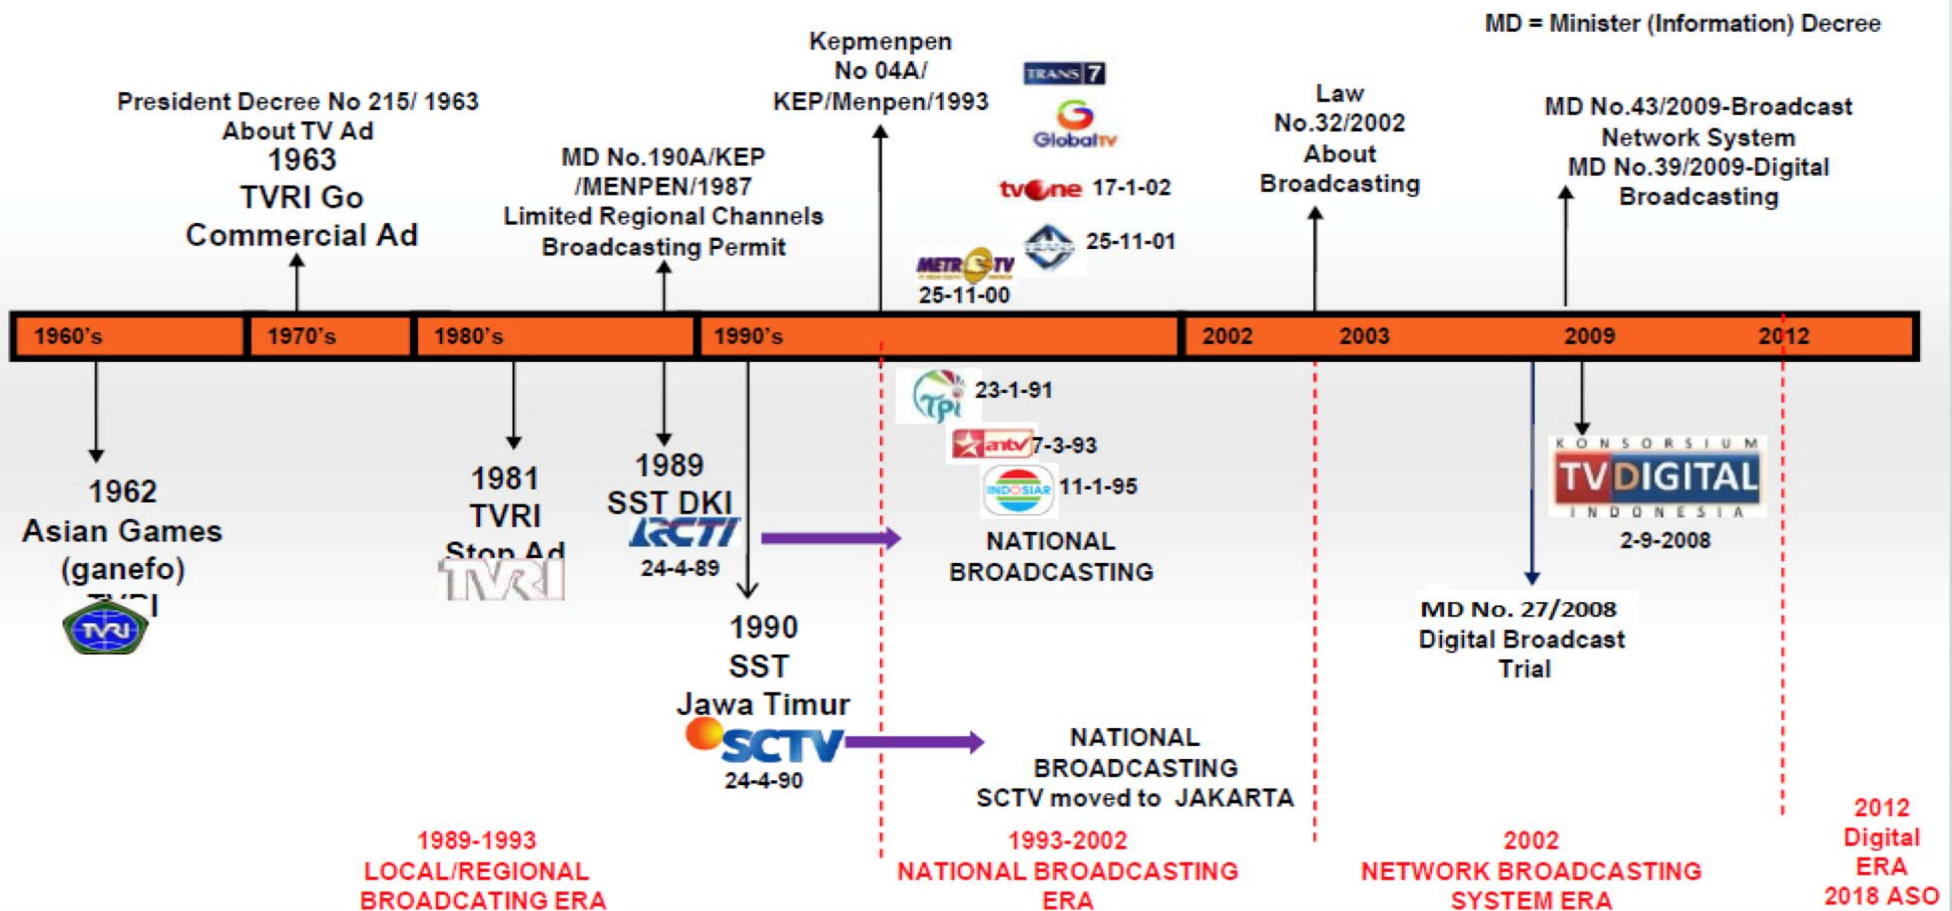 MD = Minister (Information) Decree
President Decree No 215/ 1963
About TV Ad
1963
TVRI Go
Commercial Ad
MD No.190A/KEP
/MENPEN/1987
Limited Regional Channels
Broadcasting Permit
Kepmenpen
No 04A/
KEP/Menpen/1993
TRANS 7
GlobalTV
tvOne 17-1-02
TRANS 25-11-01
METRO TV
25-11-00
Law
No.32/2002
About
Broadcasting
MD No.43/2009-Broadcast
Network System
MD No.39/2009-Digital
Broadcasting
1960's 1970's 1980's 1990's 2002 2003 2009 2012
1962
Asian Games
(ganefo)
TVRI
TVRI
1981
TVRI
Stop Ad
TVRI
1989
SST DKI
RCTI
24-4-89
1990
SST
Jawa Timur
SCTV
24-4-90
TPI 23-1-91
antv 7-3-93
INDOSIAR 11-1-95
NATIONAL
BROADCASTING
NATIONAL
BROADCASTING
SCTV moved to JAKARTA
KONSORSIUM
TVDIGITAL
INDONESIA
2-9-2008
MD No. 27/2008
Digital Broadcast
Trial
1989-1993
LOCAL/REGIONAL
BROADCATING ERA
1993-2002
NATIONAL BROADCASTING
ERA
2002
NETWORK BROADCASTING
SYSTEM ERA
2012
Digital
ERA
2018 ASO